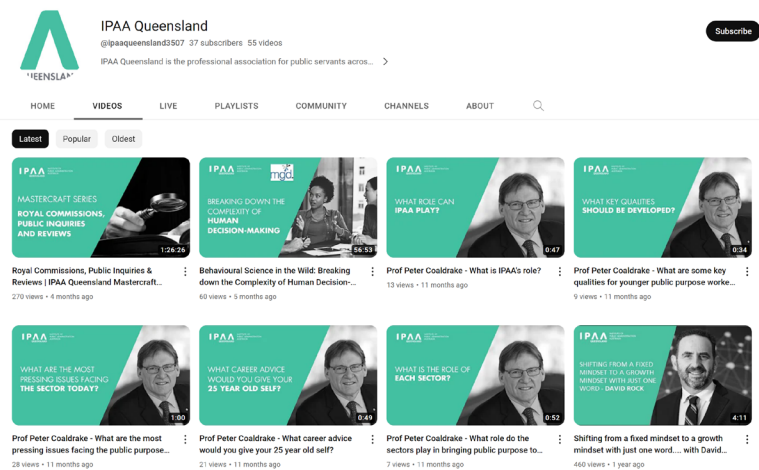 IPAA Queensland
@ipaaqueensland3507 37 subscribers 55 videos
IPAA Queensland is the professional association for public servants acros...
Subscribe
HOME VIDEOS LIVE PLAYLISTS COMMUNITY CHANNELS ABOUT
Latest Popular Oldest
IPAA
MASTERCRAFT SERIES
ROYAL COMMISSIONS,
PUBLIC INQUIRIES
AND REVIEWS
1:26:26
Royal Commissions, Public Inquiries &
Reviews | IPAA Queensland Mastercraft...
270 views • 4 months ago
IPAA
mgd
BREAKING DOWN THE
COMPLEXITY OF
HUMAN
DECISION-MAKING
56:53
Behavioural Science in the Wild: Breaking
down the Complexity of Human Decision-...
60 views • 5 months ago
IPAA
WHAT ROLE CAN
IPAA PLAY?
0:47
Prof Peter Coaldrake - What is IPAA's role?
13 views • 11 months ago
IPAA
WHAT KEY QUALITIES
SHOULD BE DEVELOPED?
0:34
Prof Peter Coaldrake - What are some key
qualities for younger public purpose worke...
9 views • 11 months ago
IPAA
WHAT ARE THE MOST
PRESSING ISSUES FACING
THE SECTOR TODAY?
1:00
Prof Peter Coaldrake - What are the most
pressing issues facing the public purpose...
28 views • 11 months ago
IPAA
WHAT CAREER ADVICE
WOULD YOU GIVE YOUR
25 YEAR OLD SELF?
0:49
Prof Peter Coaldrake - What career advice
would you give your 25 year old self?
21 views • 11 months ago
IPAA
WHAT IS THE ROLE OF
EACH SECTOR?
0:52
Prof Peter Coaldrake - What role do the
sectors play in bringing public purpose to...
7 views • 11 months ago
IPAA
SHIFTING FROM A FIXED
MINDSET TO A GROWTH
MINDSET WITH JUST ONE
WORD - DAVID ROCK
4:11
Shifting from a fixed mindset to a growth
mindset with just one word.... with David...
460 views • 1 year ago